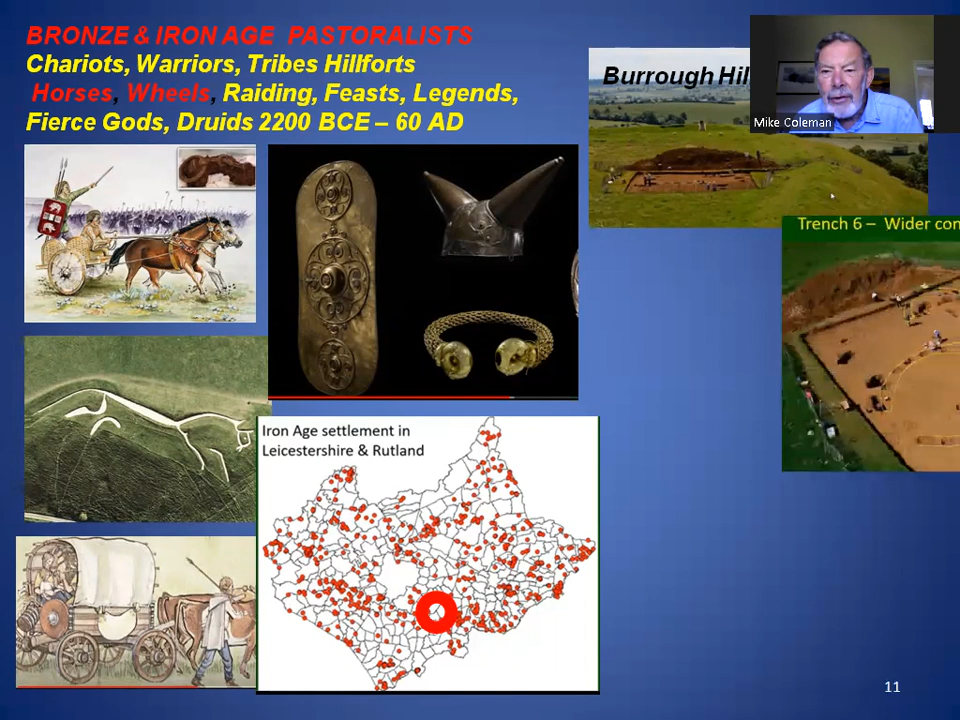 BRONZE & IRON AGE PASTORALISTS
Chariots, Warriors, Tribes Hillforts
Horses, Wheels, Raiding, Feasts, Legends,
Fierce Gods, Druids 2200 BCE – 60 AD
Burrough Hil
Mike Coleman
Trench 6 – Wider con
Iron Age settlement in
Leicestershire & Rutland
11